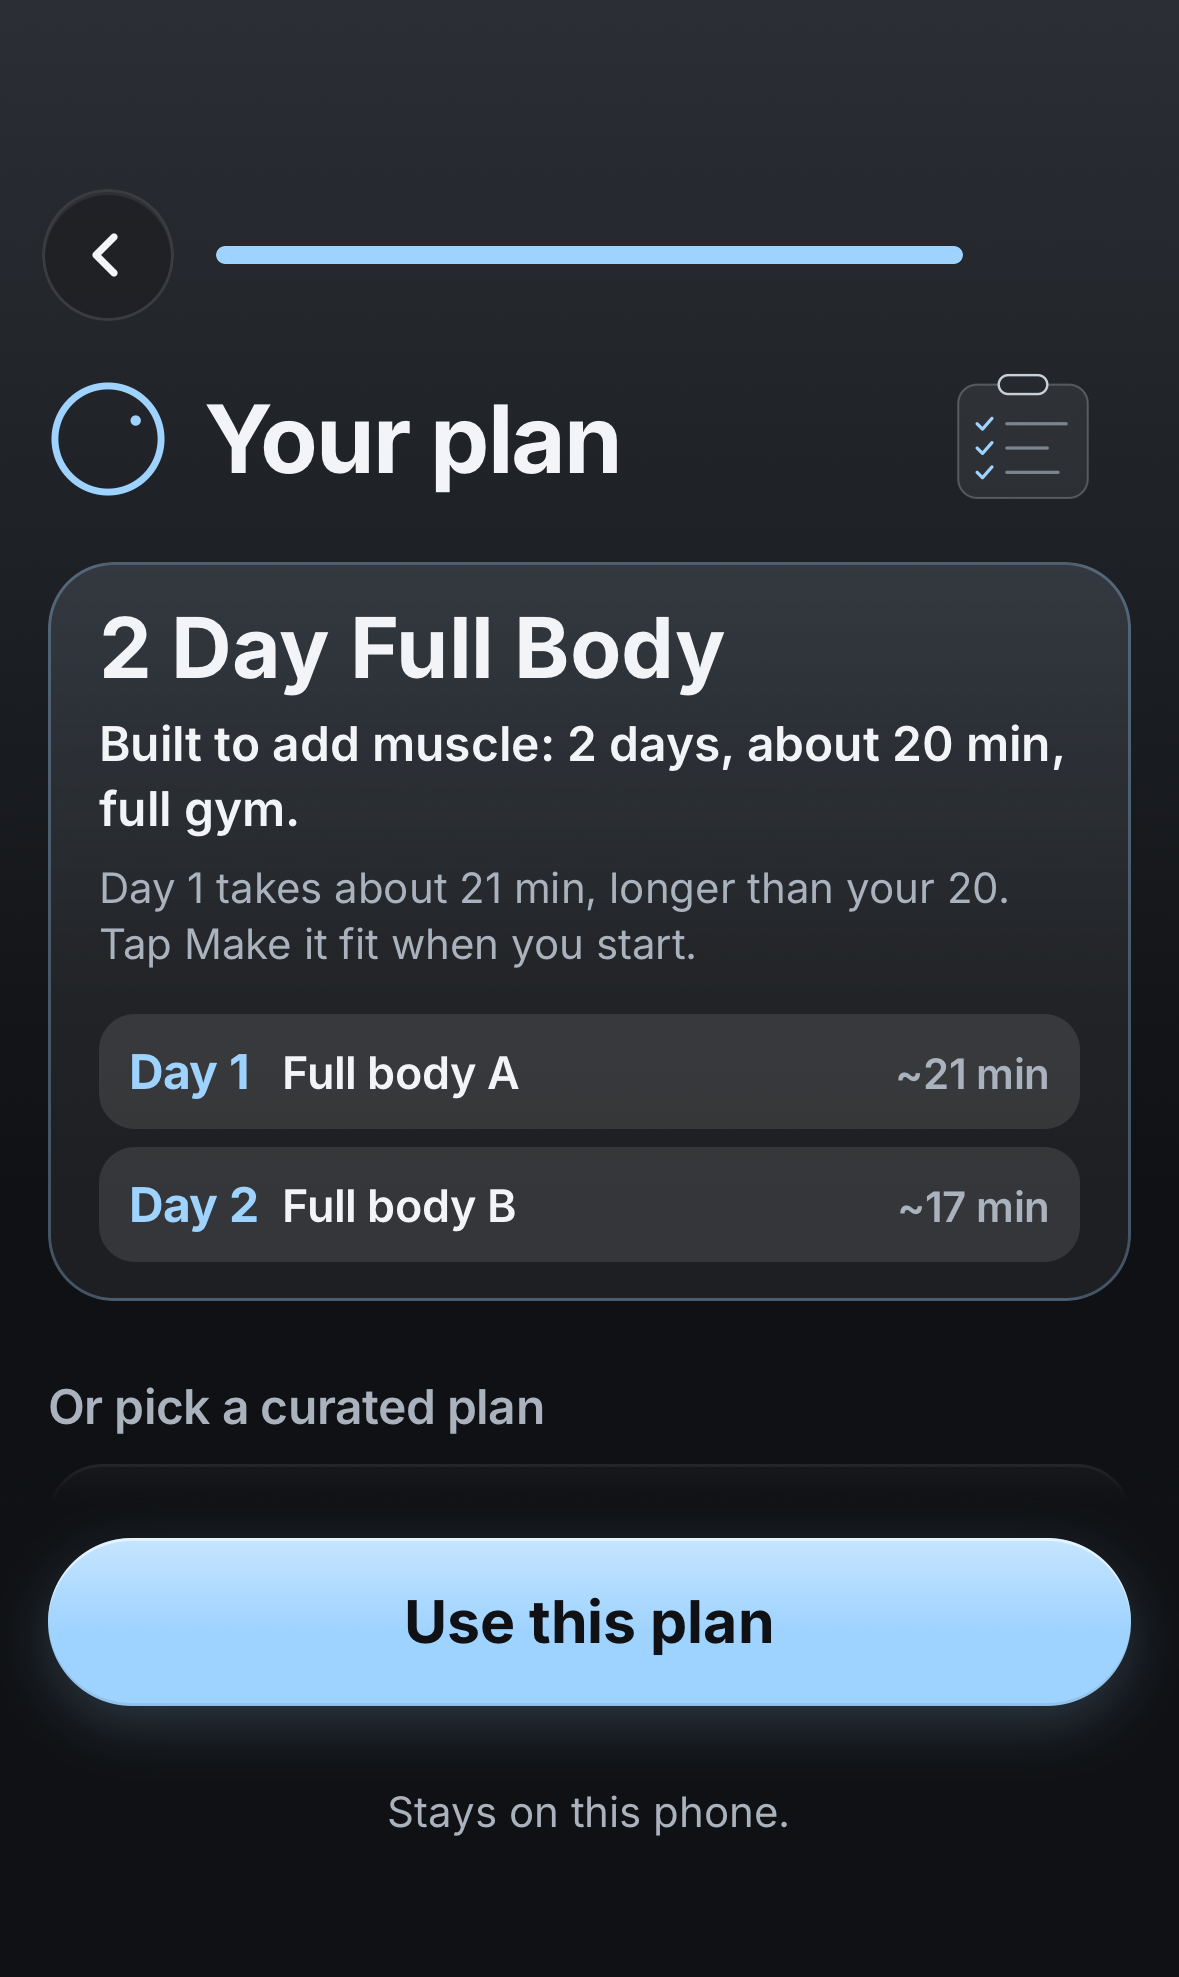 Your plan
2 Day Full Body
Built to add muscle: 2 days, about 20 min,
full gym.
Day 1 takes about 21 min, longer than your 20.
Tap Make it fit when you start.
Day 1 Full body A ~21 min
Day 2 Full body B ~17 min
Or pick a curated plan
Use this plan
Stays on this phone.